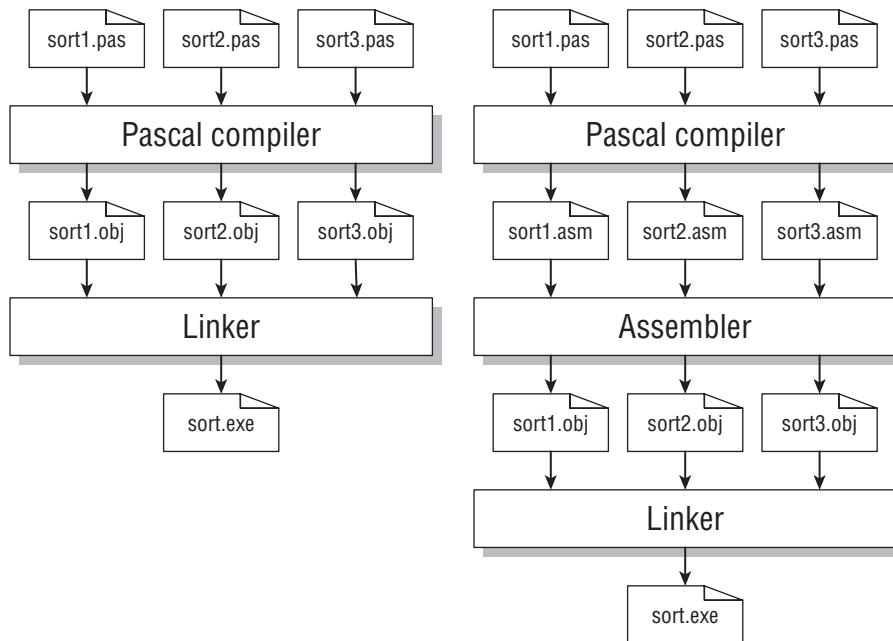 sort1.pas
sort2.pas
sort3.pas
Pascal compiler
sort1.obj
sort2.obj
sort3.obj
Linker
sort.exe
sort1.pas
sort2.pas
sort3.pas
Pascal compiler
sort1.asm
sort2.asm
sort3.asm
Assembler
sort1.obj
sort2.obj
sort3.obj
Linker
sort.exe